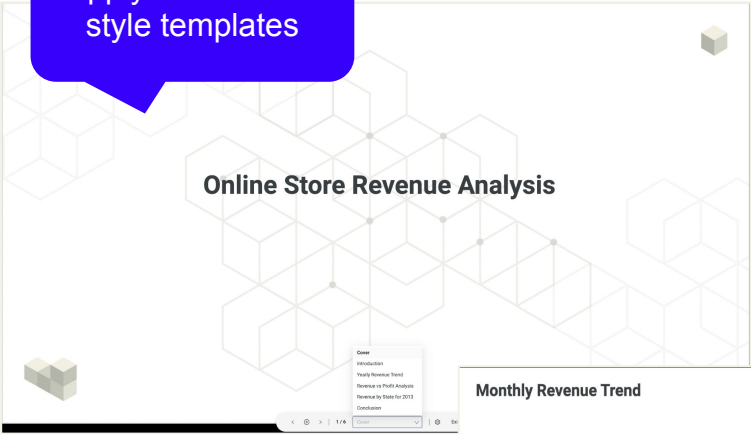 style templates
Online Store Revenue Analysis
Cover
Introduction
Yearly Revenue Trend
Revenue vs Profit Analysis
Revenue by State for 2013
Conclusion
1 / 6 Cover
Monthly Revenue Trend